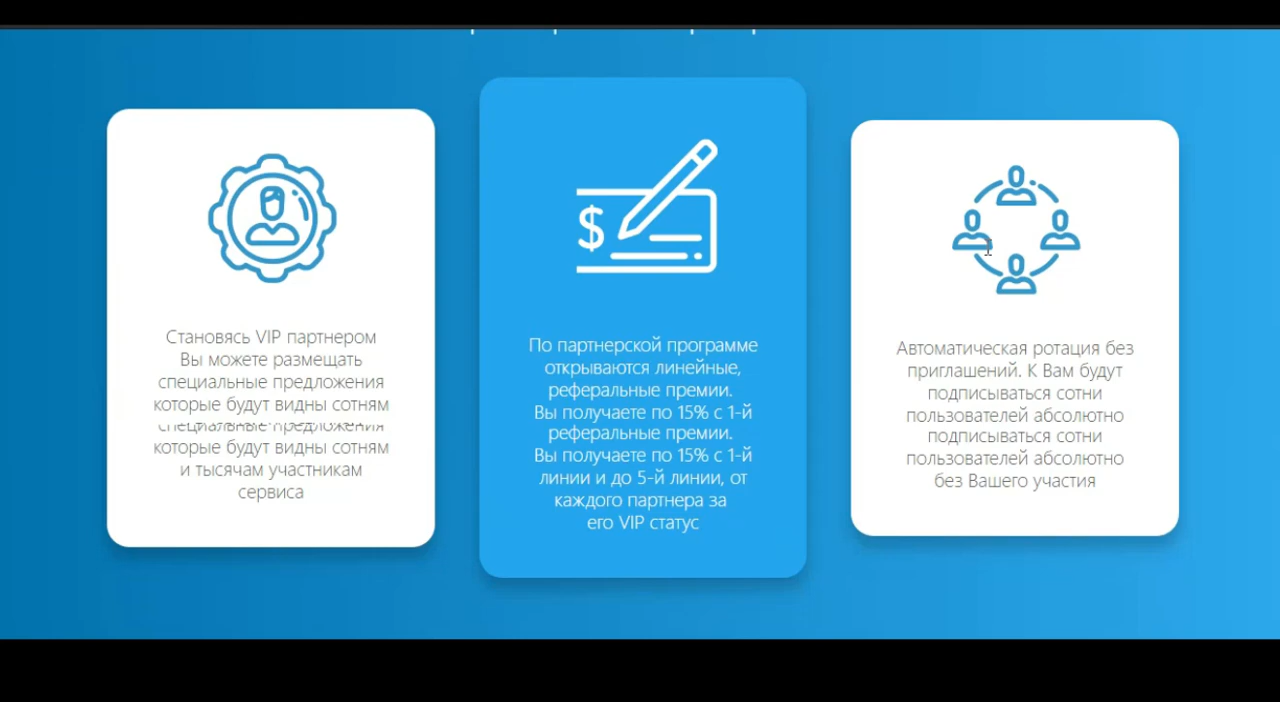 Становясь VIP партнером
Вы можете размещать
специальные предложения
которые будут видны сотням
специальные предложения
которые будут видны сотням
и тысячам участникам
сервиса
$
По партнерской программе
открываются линейные,
реферальные премии.
Вы получаете по 15% с 1-й
реферальные премии.
Вы получаете по 15% с 1-й
линии и до 5-й линии, от
каждого партнера за
его VIP статус
Автоматическая ротация без
приглашений. К Вам будут
подписываться сотни
пользователей абсолютно
подписываться сотни
пользователей абсолютно
без Вашего участия